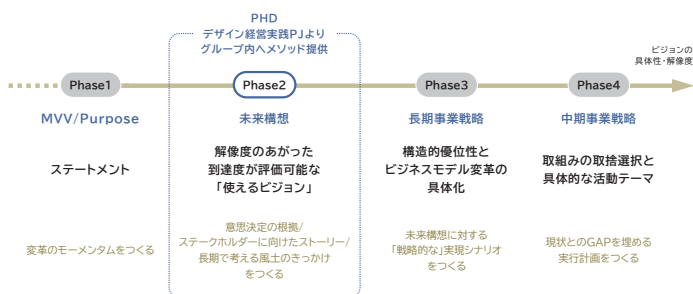 PHD
デザイン経営実践PJより
グループ内へメソッド提供
ビジョンの
具体性・解像度
Phase1
Phase2
Phase3
Phase4
MVV/Purpose
未来構想
長期事業戦略
中期事業戦略
ステートメント
解像度のあがった
到達度が評価可能な
「使えるビジョン」
構造的優位性と
ビジネスモデル変革の
具体化
取組みの取捨選択と
具体的な活動テーマ
変革のモーメンタムをつくる
意思決定の根拠/
ステークホルダーに向けたストーリー/
長期で考える風土のきっかけ
をつくる
未来構想に対する
「戦略的な」実現シナリオ
をつくる
現状とのGAPを埋める
実行計画をつくる